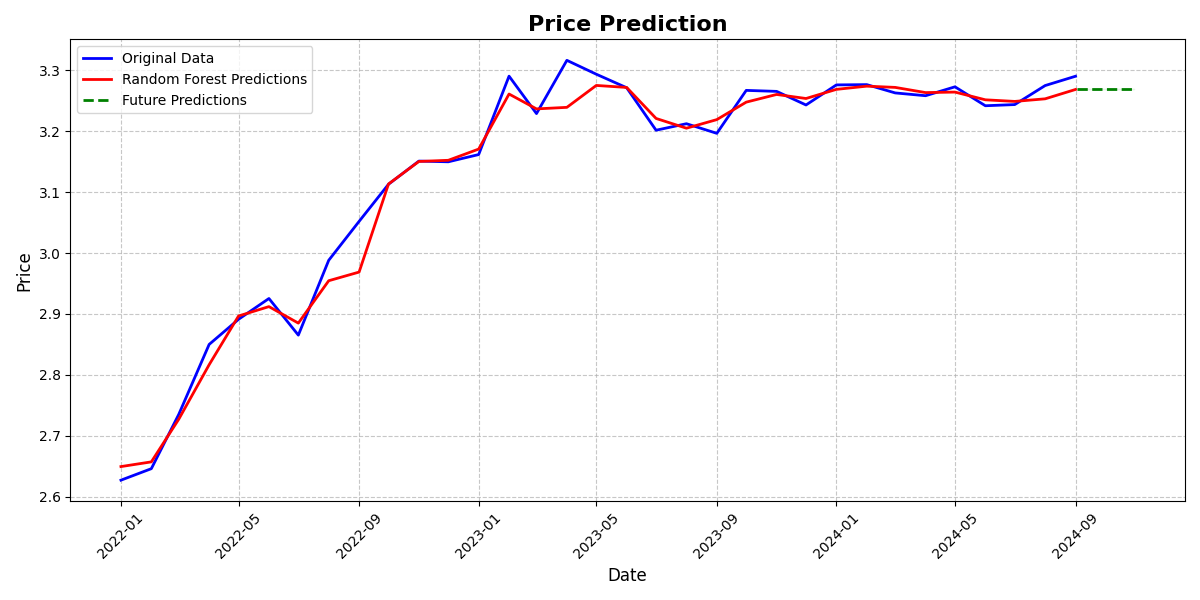 Price Prediction
Original Data
Random Forest Predictions
Future Predictions
Price
3.3
3.2
3.1
3.0
2.9
2.8
2.7
2.6
2022-01
2022-05
2022-09
2023-01
2023-05
2023-09
2024-01
2024-05
2024-09
Date